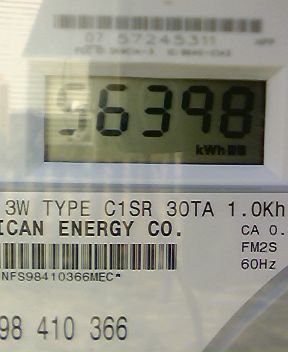 07 57245311
56398
kWh
3W TYPE C1SR 30TA 1.0Kh
ICAN ENERGY CO.
CA 0.
FM2S
60Hz
NFS98410366MEC*
98 410 366